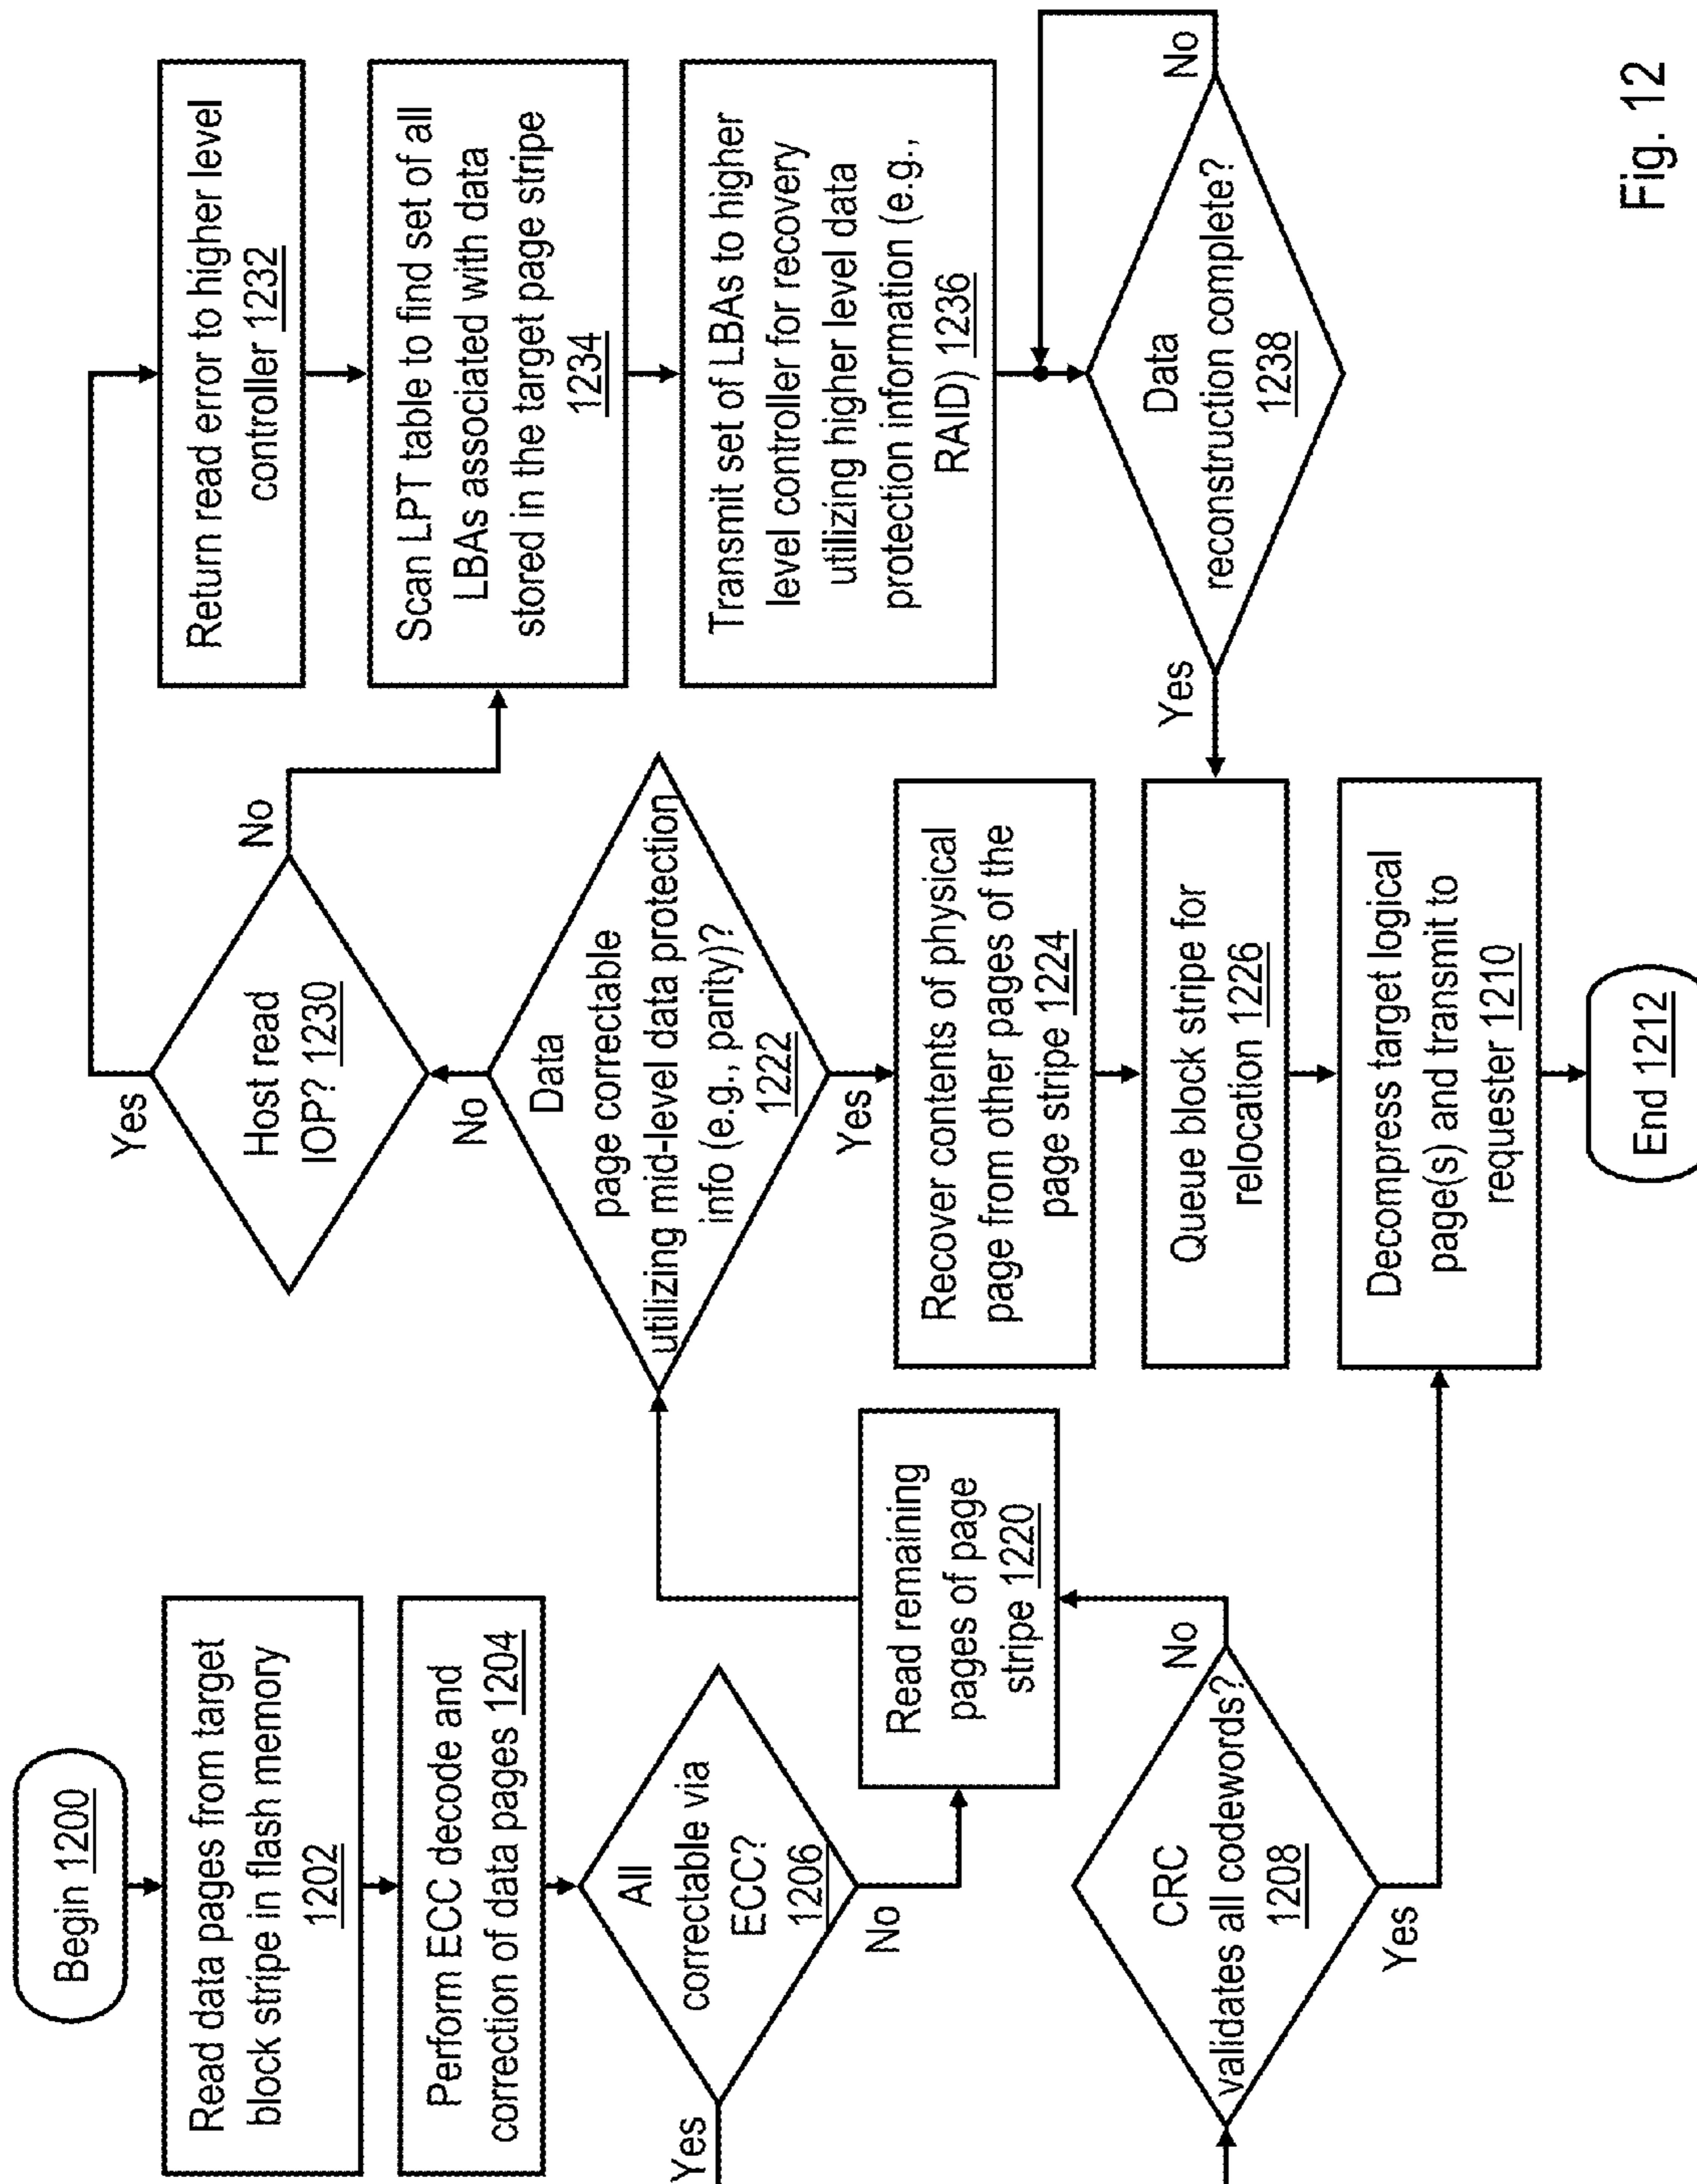 Begin 1200
Read data pages from target
block stripe in flash memory
1202
Perform ECC decode and
correction of data pages 1204
All
correctable via
ECC?
1206
Yes
No
CRC
validates all codewords?
1208
No
Yes
Read remaining
pages of page
stripe 1220
Data
page correctable
utilizing mid-level data protection
info (e.g., parity)?
1222
No
Yes
Host read
IOP? 1230
Yes
No
Recover contents of physical
page from other pages of the
page stripe 1224
Queue block stripe for
relocation 1226
Decompress target logical
page(s) and transmit to
requester 1210
End 1212
Return read error to higher level
controller 1232
Scan LPT table to find set of all
LBAs associated with data
stored in the target page stripe
1234
Transmit set of LBAs to higher
level controller for recovery
utilizing higher level data
protection information (e.g.,
RAID) 1236
Data
reconstruction complete?
1238
No
Yes
Fig. 12